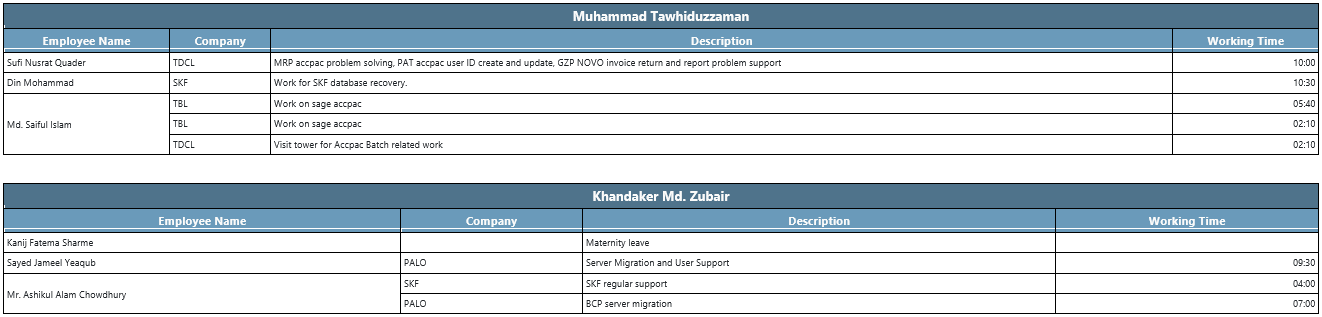 Muhammad Tawhiduzzaman
Employee Name Company Description Working Time
Sufi Nusrat Quader TDCL MRP accpac problem solving, PAT accpac user ID create and update, GZP NOVO invoice return and report problem support 10:00
Din Mohammad SKF Work for SKF database recovery. 10:30
Md. Saiful Islam TBL Work on sage accpac 05:40
TBL Work on sage accpac 02:10
TDCL Visit tower for Accpac Batch related work 02:10
Khandaker Md. Zubair
Employee Name Company Description Working Time
Kanij Fatema Sharme Maternity leave
Sayed Jameel Yeaqub PALO Server Migration and User Support 09:30
Mr. Ashikul Alam Chowdhury SKF SKF regular support 04:00
PALO BCP server migration 07:00